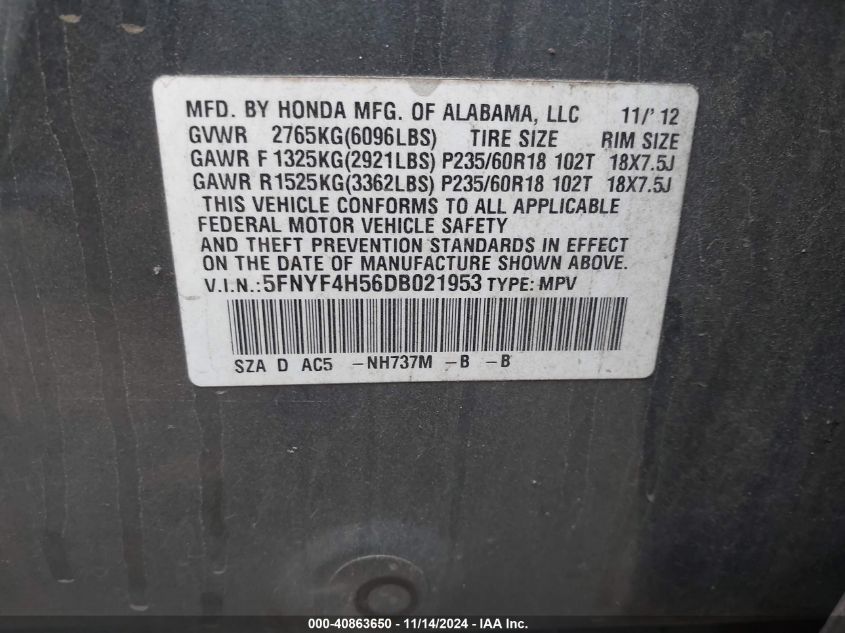 MFD. BY HONDA MFG. OF ALABAMA, LLC 11/'12
GVWR 2765KG(6096LBS) TIRE SIZE RIM SIZE
GAWR F 1325KG(2921LBS) P235/60R18 102T 18X7.5J
GAWR R1525KG(3362LBS) P235/60R18 102T 18X7.5J
THIS VEHICLE CONFORMS TO ALL APPLICABLE
FEDERAL MOTOR VEHICLE SAFETY
AND THEFT PREVENTION STANDARDS IN EFFECT
ON THE DATE OF MANUFACTURE SHOWN ABOVE.
V.I.N.:5FNYF4H56DB021953 TYPE: MPV
SZA D AC5 -NH737M -B -B
000-40863650 - 11/14/2024 - IAA Inc.